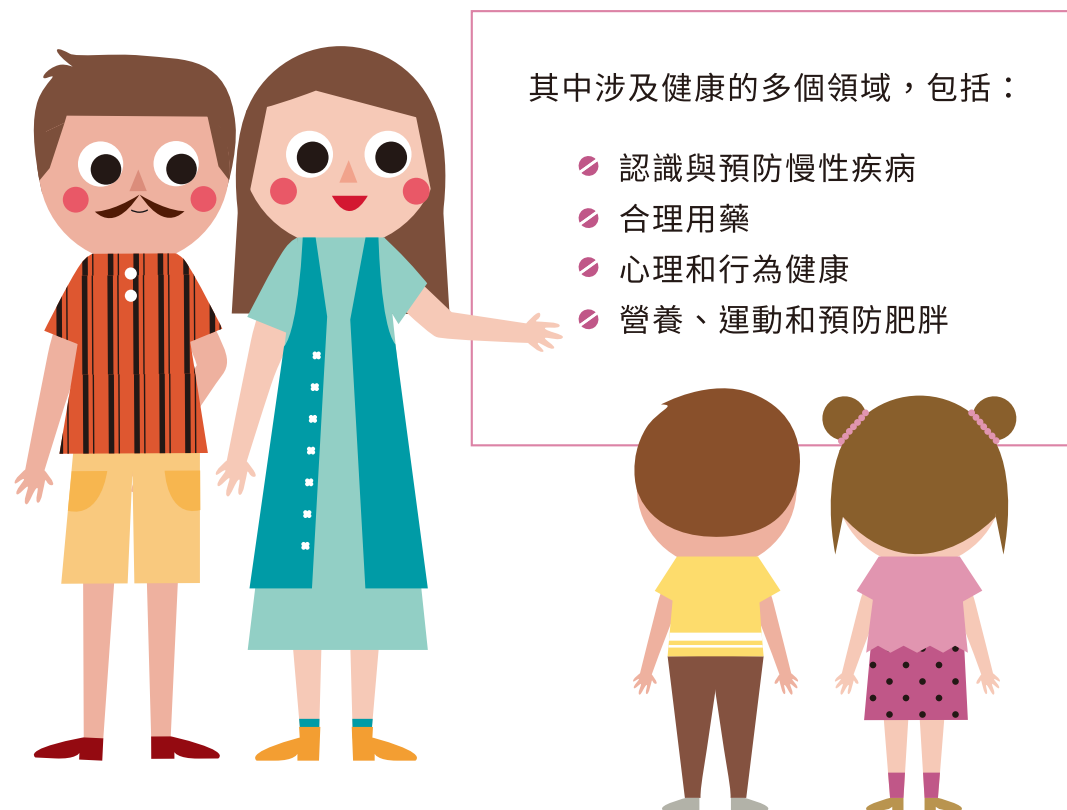 其中涉及健康的多個領域，包括：
認識與預防慢性疾病
合理用藥
心理和行為健康
營養、運動和預防肥胖